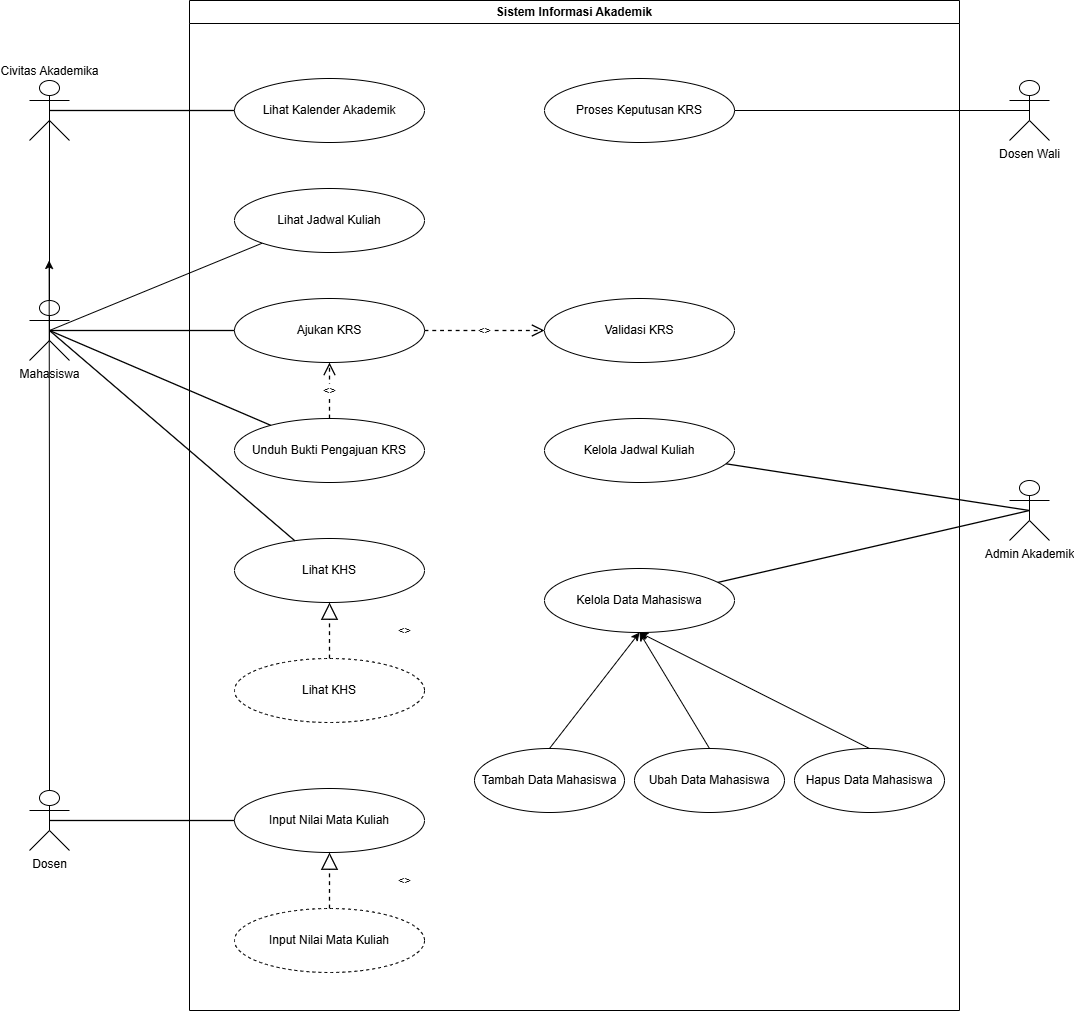 Sistem Informasi Akademik
Civitas Akademika
Lihat Kalender Akademik
Proses Keputusan KRS
Dosen Wali
Lihat Jadwal Kuliah
Ajukan KRS
<>
Validasi KRS
Mahasiswa
<>
Unduh Bukti Pengajuan KRS
Kelola Jadwal Kuliah
Admin Akademik
Lihat KHS
Kelola Data Mahasiswa
<>
Lihat KHS
Tambah Data Mahasiswa
Ubah Data Mahasiswa
Hapus Data Mahasiswa
Input Nilai Mata Kuliah
Dosen
<>
Input Nilai Mata Kuliah